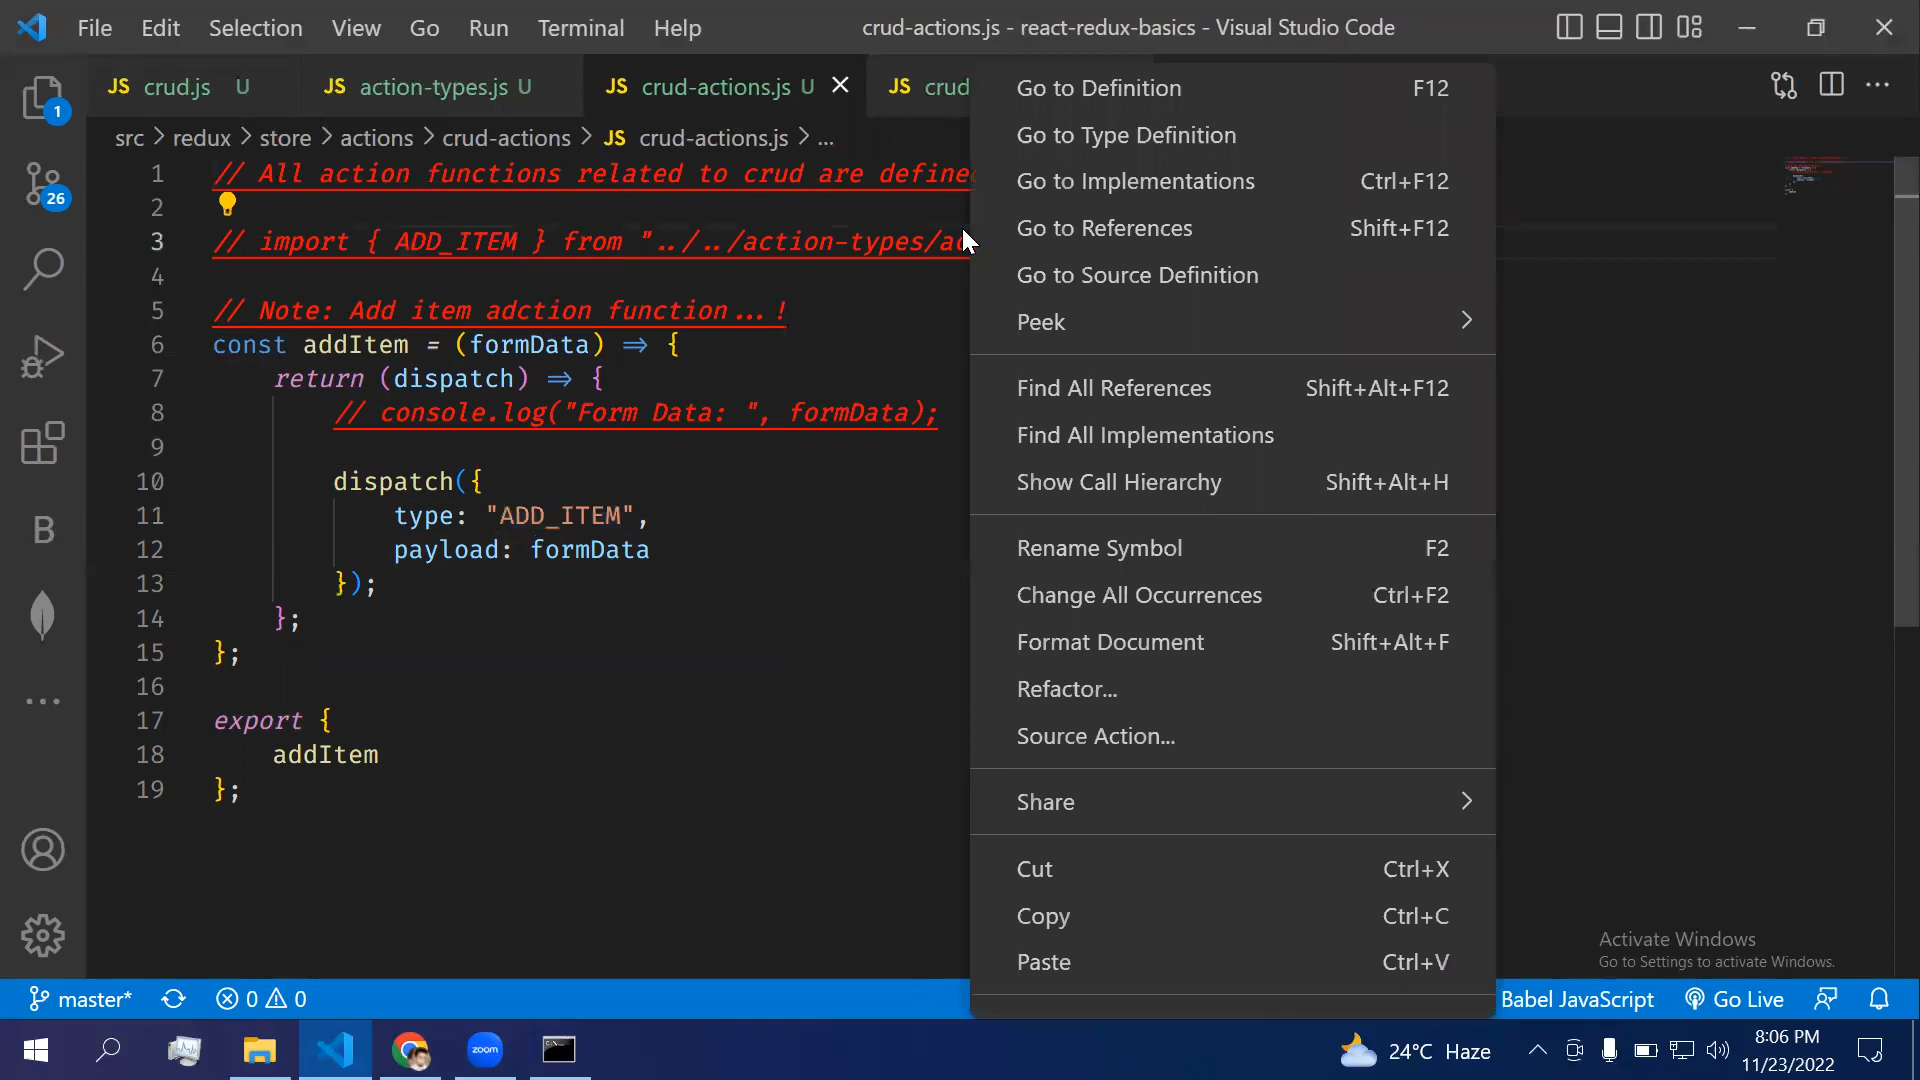 File Edit Selection View Go Run Terminal Help crud-actions.js - react-redux-basics - Visual Studio Code
JS crud.js U JS action-types.js U JS crud-actions.js U JS crud
src > redux > store > actions > crud-actions > JS crud-actions.js > ...
1 // All action functions related to crud are define
2
3 // import { ADD_ITEM } from "../../action-types/a
4
5 // Note: Add item adction function...!
6 const addItem = (formData) => {
7 return (dispatch) => {
8 // console.log("Form Data: ", formData);
9
10 dispatch({
11 type: "ADD_ITEM",
12 payload: formData
13 });
14 };
15 };
16
17 export {
18 addItem
19 };
Go to Definition F12
Go to Type Definition
Go to Implementations Ctrl+F12
Go to References Shift+F12
Go to Source Definition
Peek
Find All References Shift+Alt+F12
Find All Implementations
Show Call Hierarchy Shift+Alt+H
Rename Symbol F2
Change All Occurrences Ctrl+F2
Format Document Shift+Alt+F
Refactor...
Source Action...
Share
Cut Ctrl+X
Copy Ctrl+C
Paste Ctrl+V
1
26
B
Activate Windows
Go to Settings to activate Windows.
master* 0 0 Babel JavaScript Go Live
zoom
24°C Haze
8:06 PM
11/23/2022